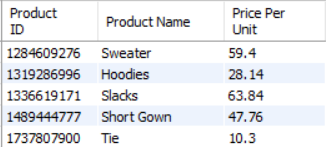 Product ID Product Name Price Per Unit
1284609276 Sweater 59.4
1319286996 Hoodies 28.14
1336619171 Slacks 63.84
1489444777 Short Gown 47.76
1737807900 Tie 10.3